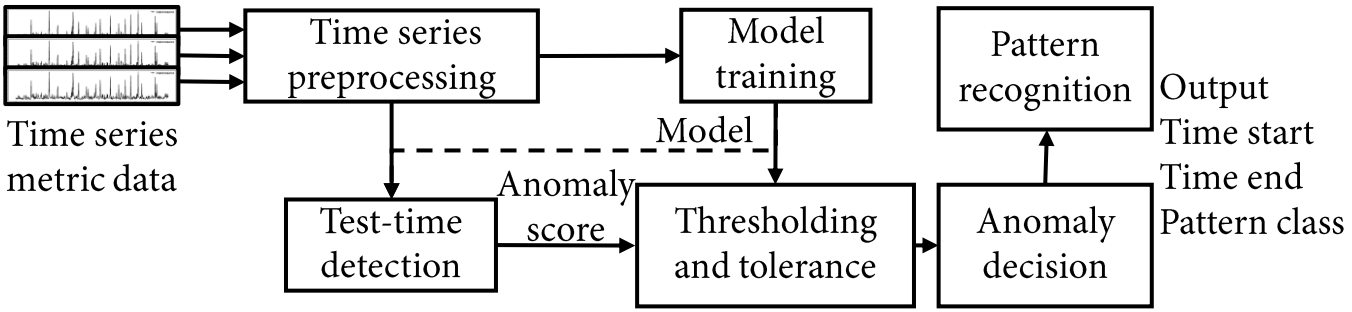 Time series
metric data
Time series
preprocessing
Model
training
Model
Test-time
detection
Anomaly
score
Thresholding
and tolerance
Anomaly
decision
Pattern
recognition
Output
Time start
Time end
Pattern class